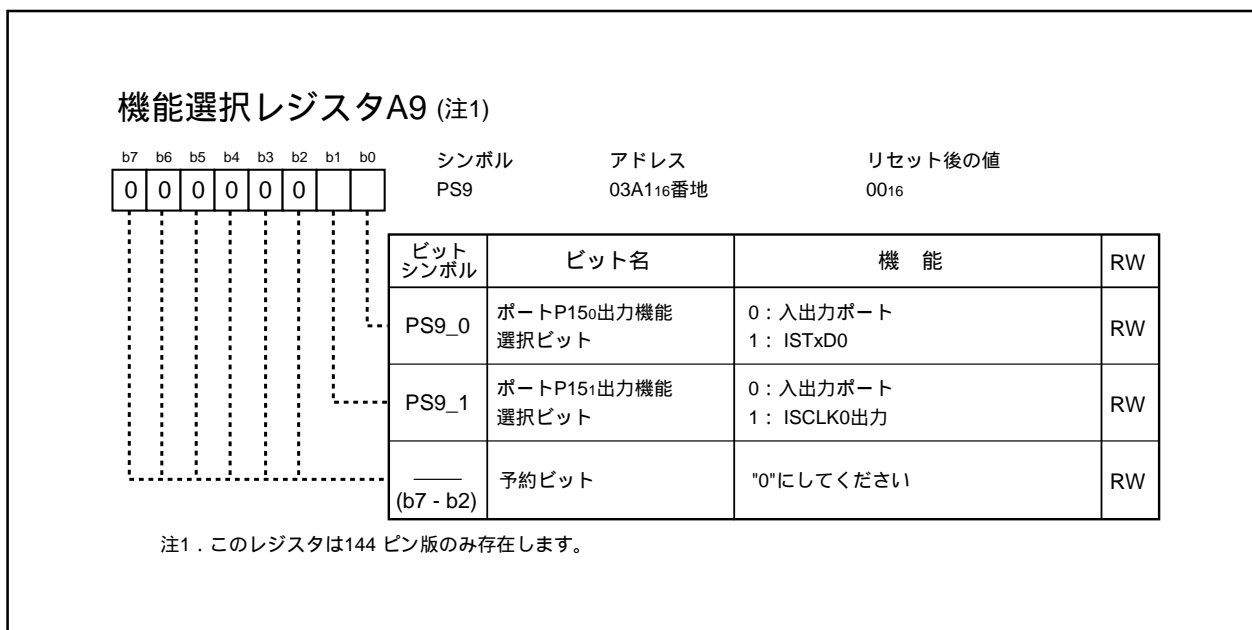 機能選択レジスタA9 (注1)
b7 b6 b5 b4 b3 b2 b1 b0
0 0 0 0 0 0
シンボル アドレス リセット後の値
PS9 03A116番地 0016
ビット
シンボル
ビット名 機 能 RW
PS9_0
ポートP150出力機能
選択ビット
0:入出力ポート
1: ISTxD0
RW
PS9_1
ポートP151出力機能
選択ビット
0:入出力ポート
1: ISCLK0出力
RW
(b7 - b2)
予約ビット
"0"にしてください
RW
注1.このレジスタは144 ピン版のみ存在します。